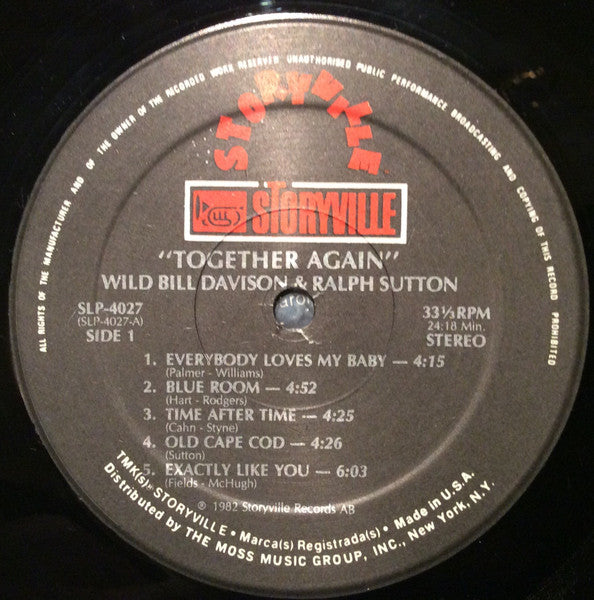 ALL RIGHTS OF THE MANUFACTURER AND OF THE OWNER OF THE RECORDED WORK RESERVED UNAUTHORISED PUBLIC PERFORMANCE BROADCASTING AND COPYING OF THIS RECORD PROHIBITED
STORYVILLE
STORYVILLE
"TOGETHER AGAIN"
WILD BILL DAVISON & RALPH SUTTON
SLP-4027
(SLP-4027-A)
SIDE 1
33⅓ RPM
24:18 Min.
STEREO
1. EVERYBODY LOVES MY BABY — 4:15
(Palmer - Williams)
2. BLUE ROOM — 4:52
(Hart - Rodgers)
3. TIME AFTER TIME — 4:25
(Cahn - Styne)
4. OLD CAPE COD — 4:26
(Sutton)
5. EXACTLY LIKE YOU — 6:03
(Fields - McHugh)
℗ 1982 Storyville Records AB
TMK(s). STORYVILLE • Marca(s) Registrada(s) • Made in U.S.A.
Distributed by THE MOSS MUSIC GROUP, INC., New York, N.Y.